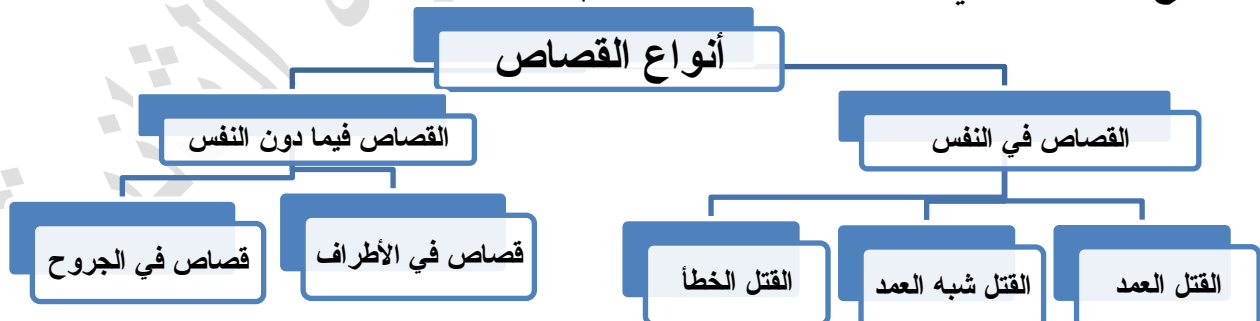 أنواع القصاص
القصاص في النفس
القصاص فيما دون النفس
القتل العمد
القتل شبه العمد
القتل الخطأ
قصاص في الأطراف
قصاص في الجروح